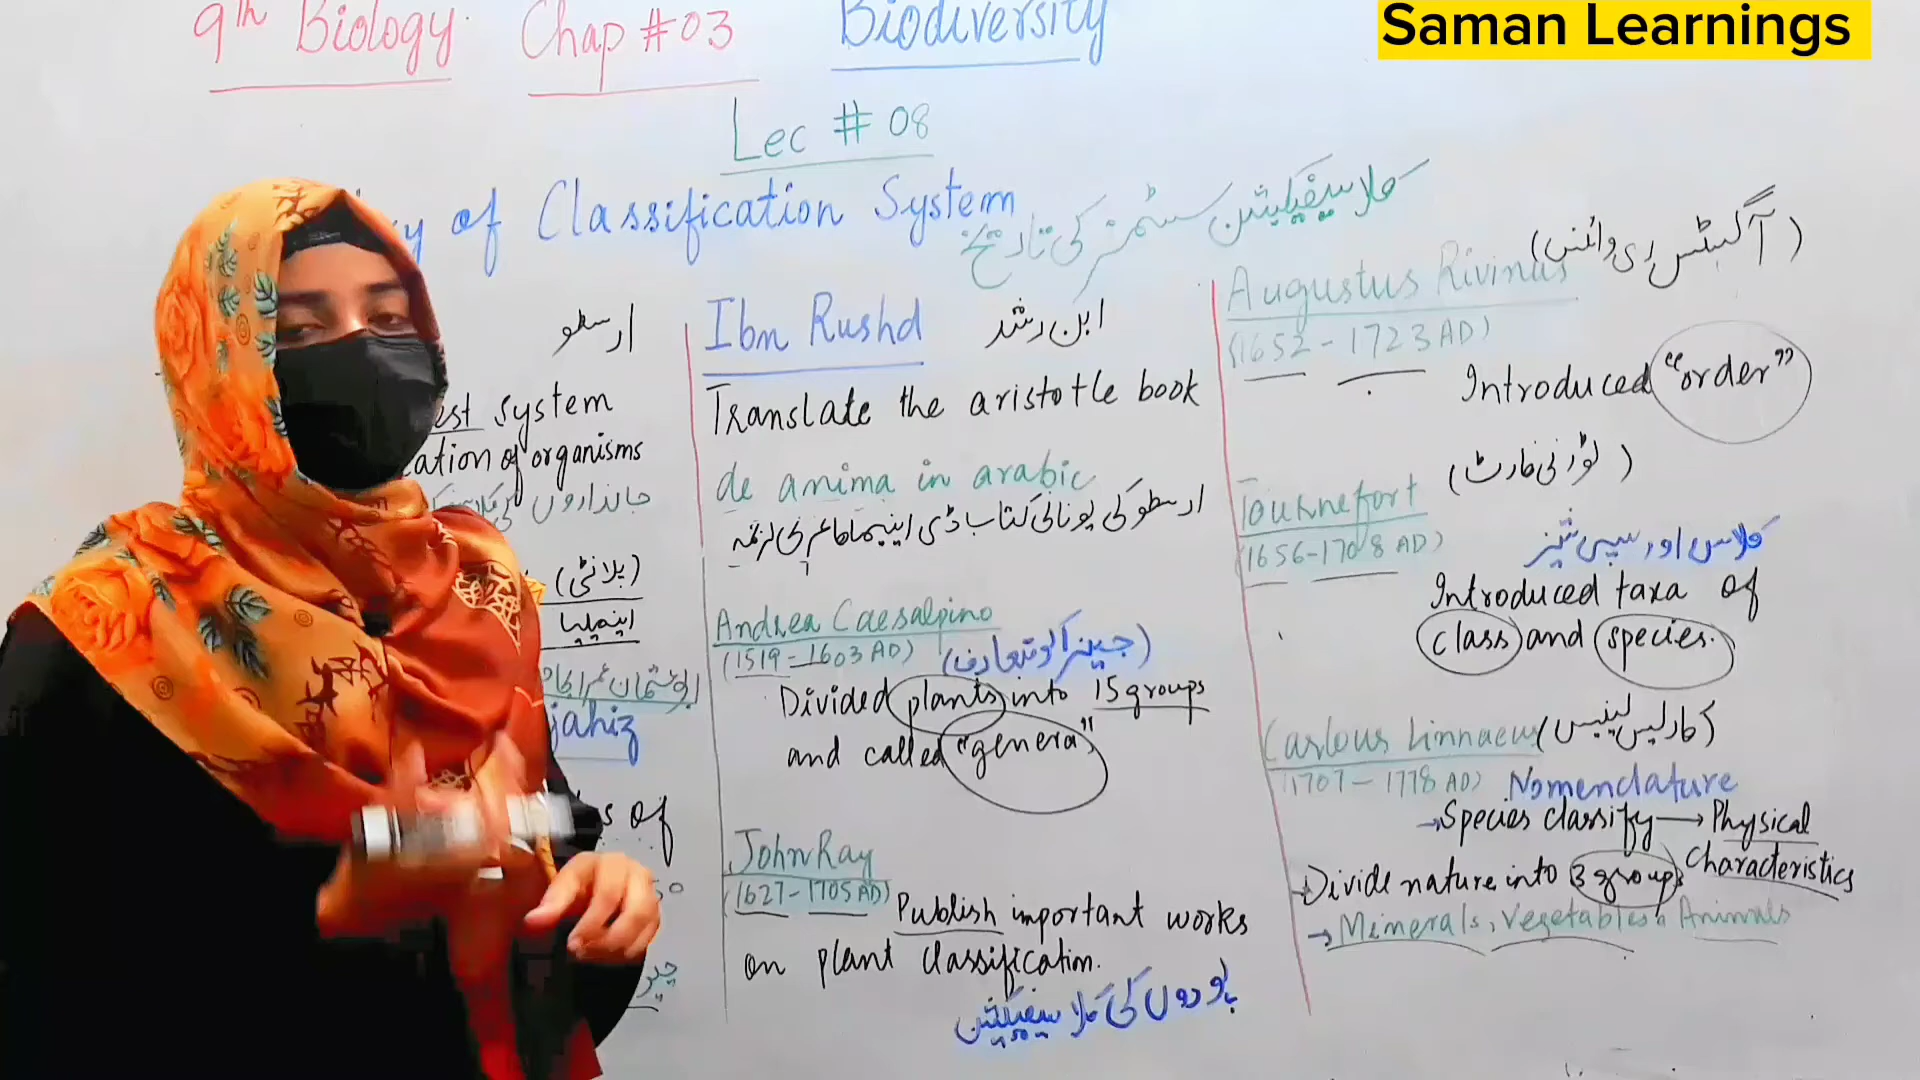 Saman Learnings
9th Biology Chap #03 Biodiversity
Lec # 08
of Classification System
کلاسیفیکیشن سسٹمز کی تاریخ
ارسطو
System
of organisms
جانداروں کی
(پلانٹی)
اینمیلیا
jahiz
of
Ibn Rushd ابن رشد
Translate the aristotle book
de anima in arabic
ارسطو کی یونانی کتاب ڈی اینیما کا عربی ترجمہ
Andrea Caesalpino
(1519-1603 AD) (جینرا کو متعارف)
Divided plants into 15 groups
and called "genera"
John Ray
(1627-1705 AD) Publish important works
on plant classification.
پودوں کی کلاسیفیکیشن
Augustus Rivinus (آگسٹس ری وائنس)
(1652-1723 AD)
Introduced "order"
Tournefort (ٹورنی فارٹ)
(1656-1708 AD) کلاس اور سپی شیز
Introduced taxa of
class and species.
Carlous Linnaeus (کارلس لینیس)
(1707-1778 AD) Nomenclature
→Species classify → Physical
Characteristics
→Divide nature into 3 groups
→Minerals, Vegetables, Animals